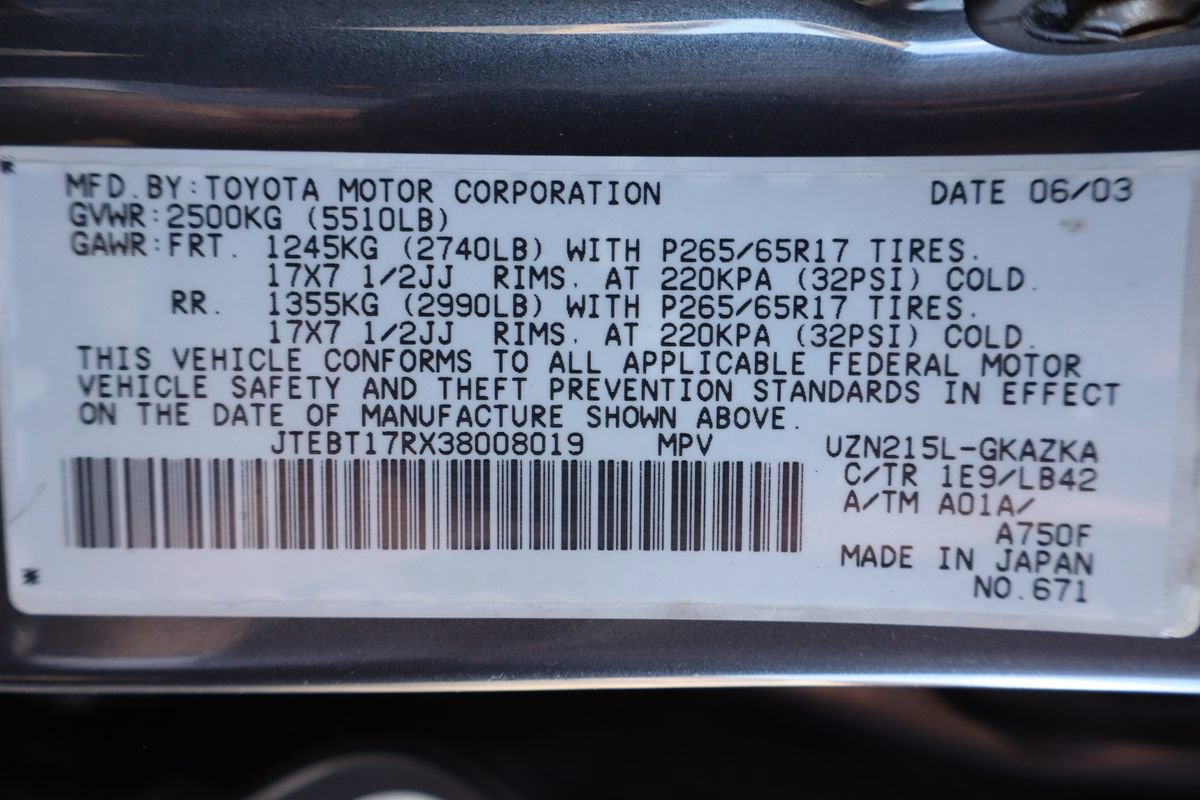 MFD.BY:TOYOTA MOTOR CORPORATION DATE 06/03
GVWR:2500KG (5510LB)
GAWR:FRT. 1245KG (2740LB) WITH P265/65R17 TIRES.
17X7 1/2JJ RIMS, AT 220KPA (32PSI) COLD.
RR. 1355KG (2990LB) WITH P265/65R17 TIRES.
17X7 1/2JJ RIMS, AT 220KPA (32PSI) COLD.
THIS VEHICLE CONFORMS TO ALL APPLICABLE FEDERAL MOTOR
VEHICLE SAFETY AND THEFT PREVENTION STANDARDS IN EFFECT
ON THE DATE OF MANUFACTURE SHOWN ABOVE.
JTEBT17RX38008019 MPV UZN215L-GKAZKA
C/TR 1E9/LB42
A/TM A01A/
A750F
MADE IN JAPAN
NO.671